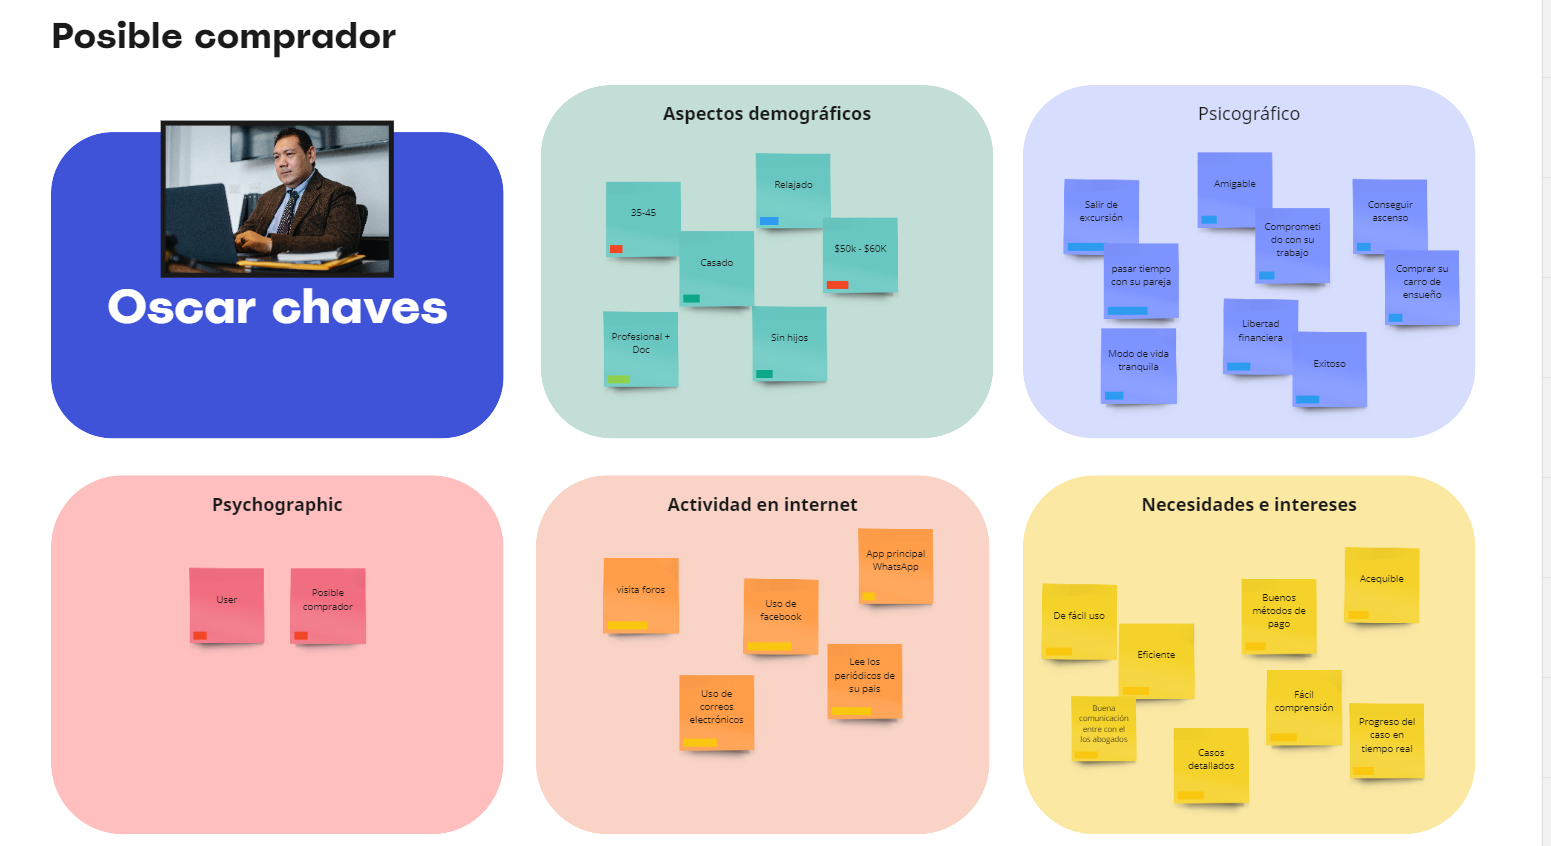 Posible comprador
Oscar chaves
Aspectos demográficos
35-45
Relajado
Casado
$50k - $60K
Profesional +
Doc
Sin hijos
Psicográfico
Salir de
excursión
Amigable
Conseguir
ascenso
Comprometi
do con su
trabajo
pasar tiempo
con su pareja
Comprar su
carro de
ensueño
Libertad
financiera
Modo de vida
tranquila
Exitoso
Psychographic
User
Posible
comprador
Actividad en internet
App principal
WhatsApp
visita foros
Uso de
facebook
Lee los
periódicos de
su pais
Uso de
correos
electrónicos
Necesidades e intereses
Acequible
De fácil uso
Buenos
métodos de
pago
Eficiente
Fácil
comprensión
Buena
comunicación
entre con el
los abogados
Progreso del
caso en
tiempo real
Casos
detallados